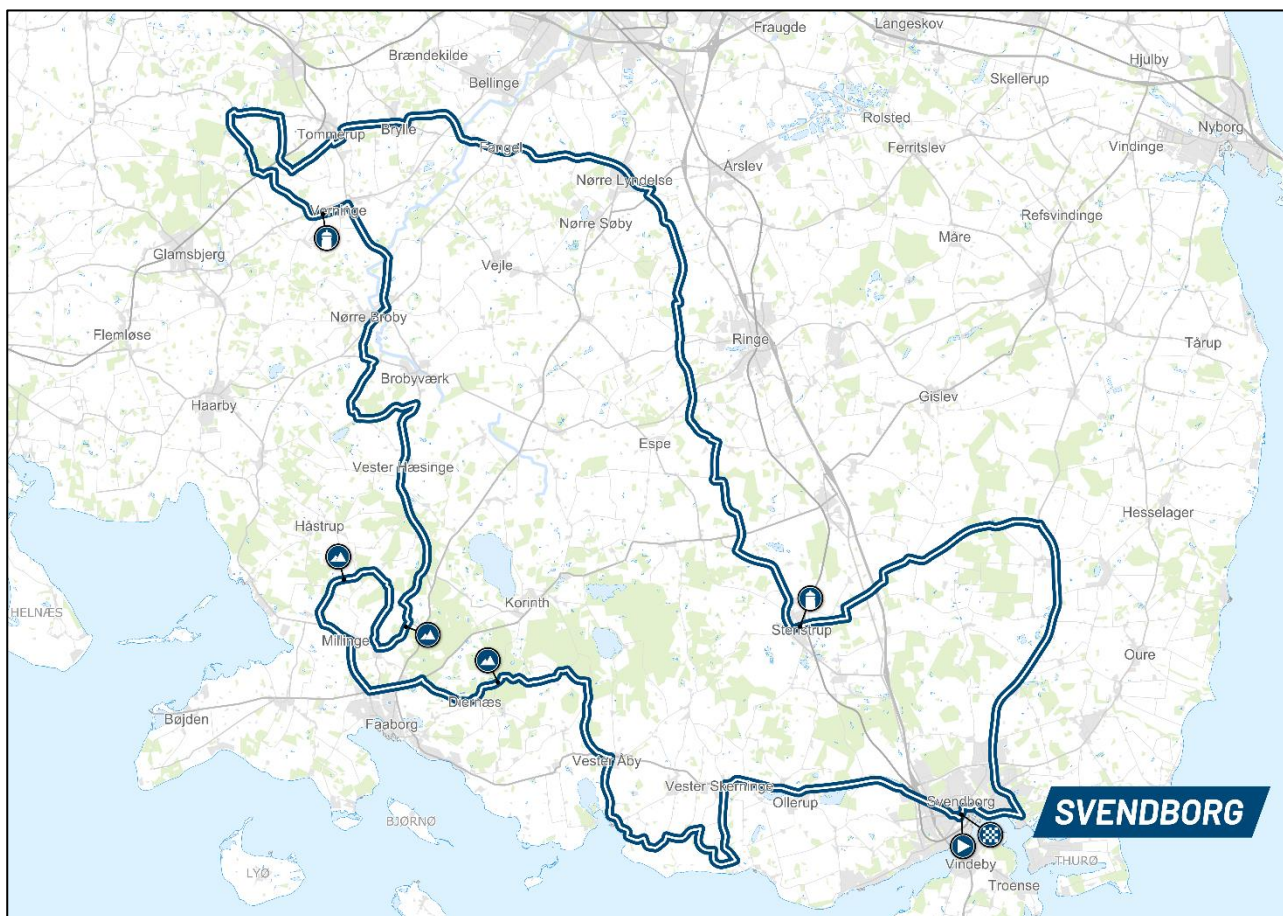 Fraugde
Langeskov
Brændekilde
Hjulby
Bellinge
Skellerup
Rolsted
Nyborg
Tommerup
Brylle
Fangel
Ferritslev
Vindinge
Arslev
Nørre Lyndelse
Verninge
Nørre Søby
Refsvindinge
Måre
Glamsbjerg
Vejle
Nørre Broby
Flemløse
Ringe
Tårup
Brobyværk
Gislev
Haarby
Espe
Vester Hæsinge
Hesselager
Håstrup
HELNÆS
Korinth
Stenstrup
Millinge
Oure
Diernæs
Bøjden
Faaborg
Vester Åby
Vester Skerninge
Ollerup
Svendborg
SVENDBORG
BJØRNØ
Vindeby
THURØ
LYØ
Troense